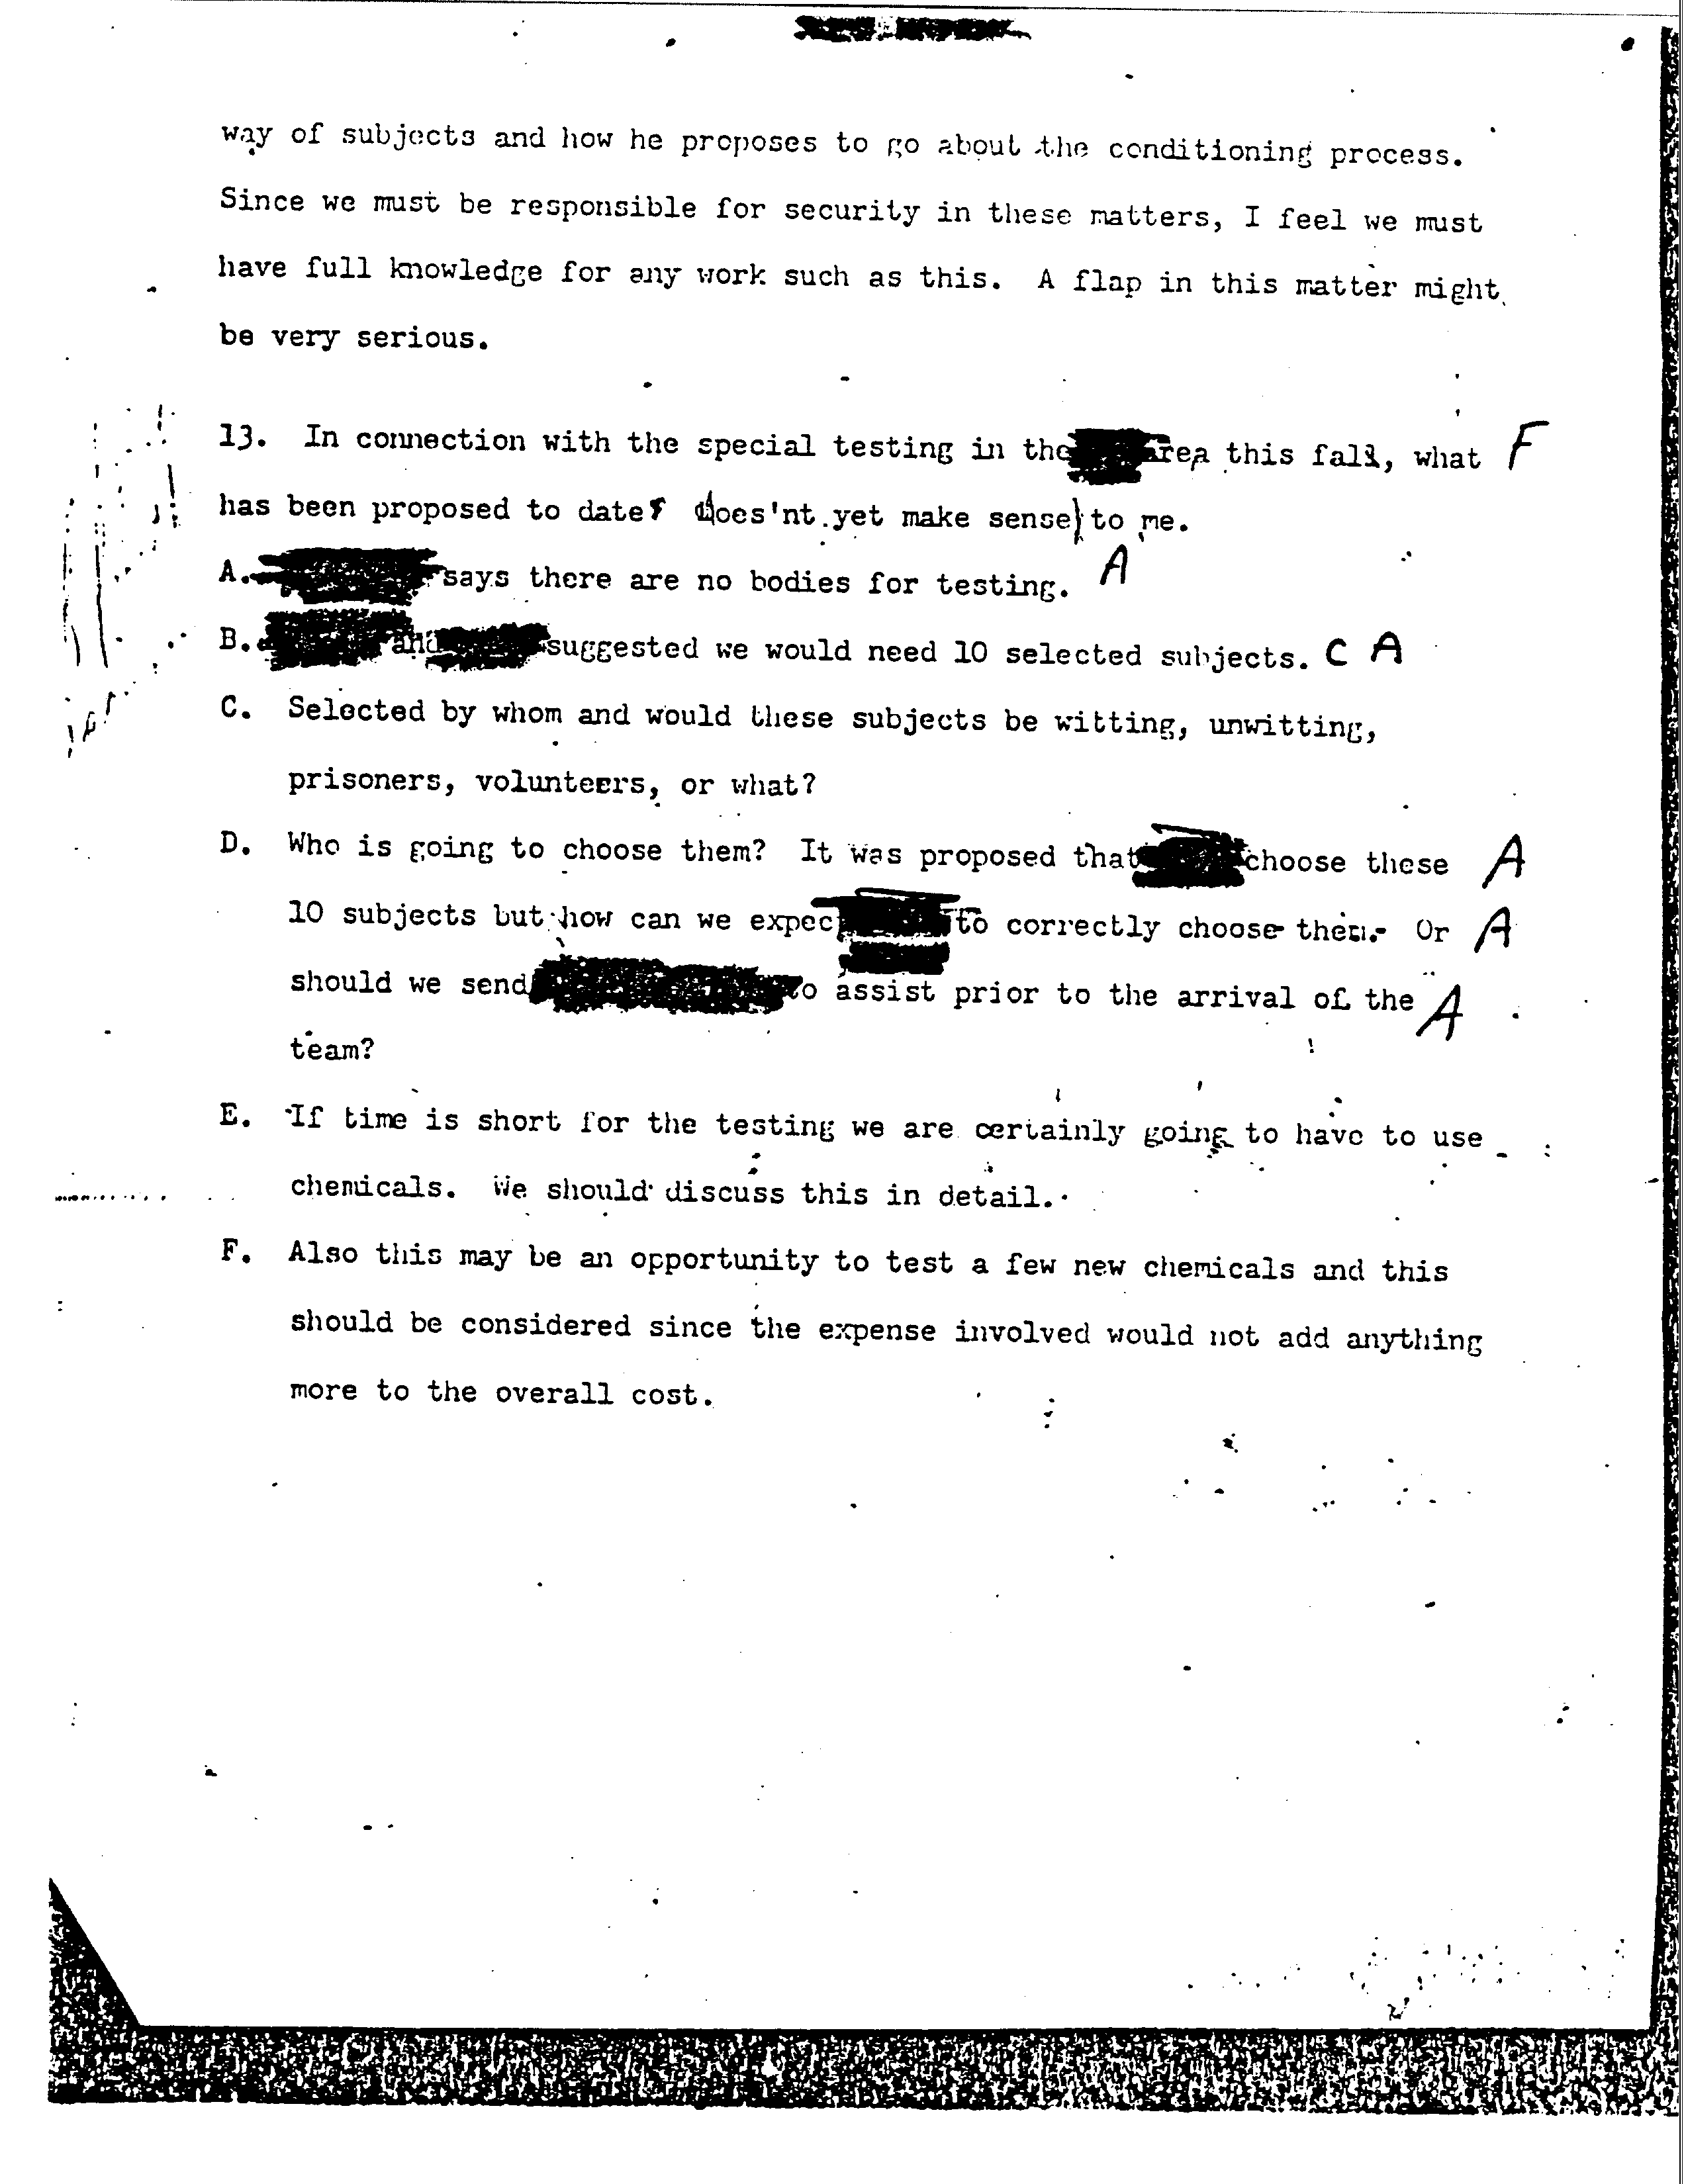 way of subjects and how he proposes to go about the conditioning process.
Since we must be responsible for security in these matters, I feel we must
have full knowledge for any work such as this. A flap in this matter might
be very serious.
13. In connection with the special testing in the area this fall, what F
has been proposed to date does'nt yet make sense to me.
A. says there are no bodies for testing. A
B. and suggested we would need 10 selected subjects. C A
C. Selected by whom and would these subjects be witting, unwitting,
prisoners, volunteers, or what?
D. Who is going to choose them? It was proposed that choose these A
10 subjects but how can we expect to correctly choose them. Or A
should we send to assist prior to the arrival of the A
team?
E. If time is short for the testing we are certainly going to have to use
chemicals. We should discuss this in detail.
F. Also this may be an opportunity to test a few new chemicals and this
should be considered since the expense involved would not add anything
more to the overall cost.